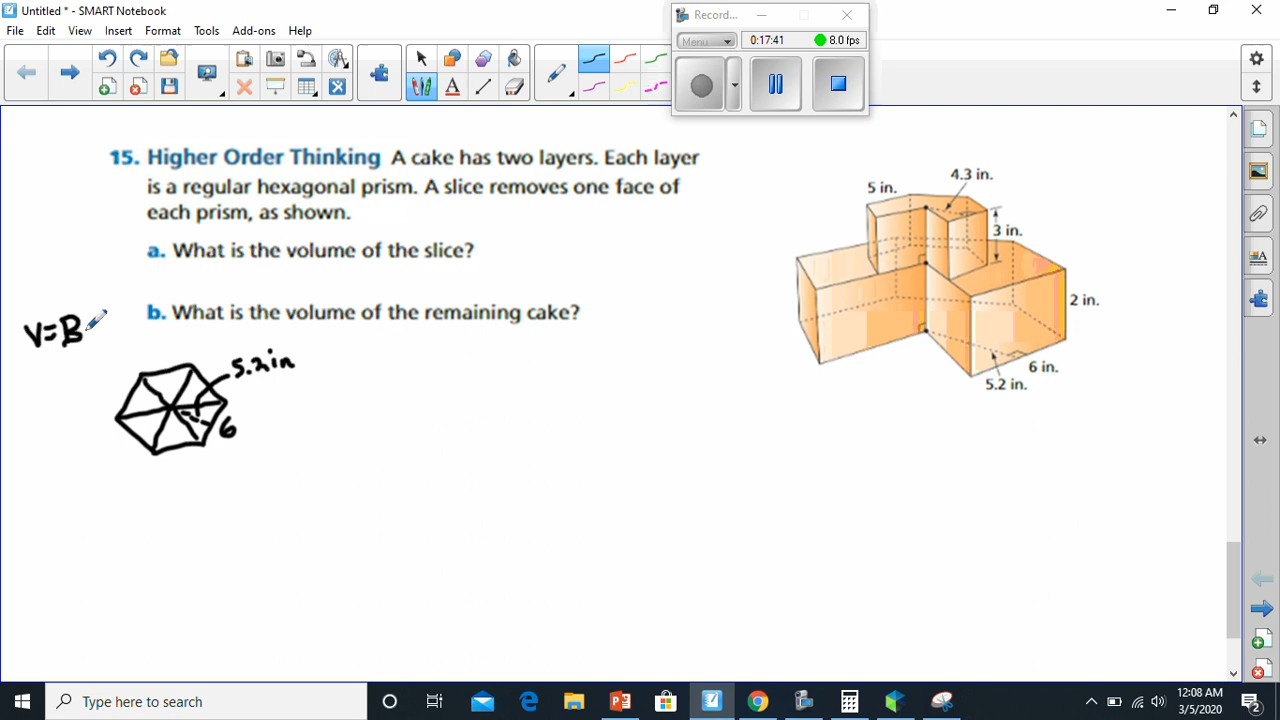 Untitled * - SMART Notebook
File Edit View Insert Format Tools Add-ons Help
Record...
Menu 0:17:41 8.0 fps
15. Higher Order Thinking A cake has two layers. Each layer
is a regular hexagonal prism. A slice removes one face of
each prism, as shown.
a. What is the volume of the slice?
b. What is the volume of the remaining cake?
5 in.
4.3 in.
3 in.
2 in.
6 in.
5.2 in.
V=B
5.2in
6
Type here to search
12:08 AM
3/5/2020
2